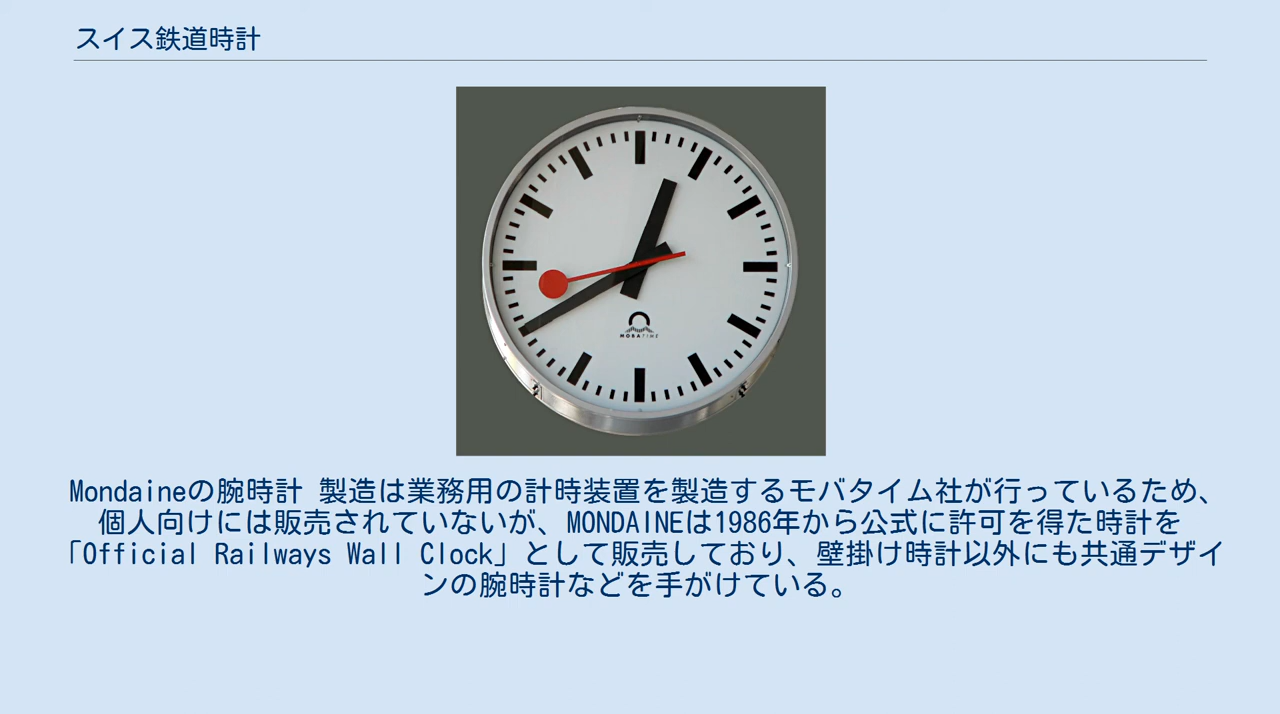 スイス鉄道時計
MOBATIME
Mondaineの腕時計 製造は業務用の計時装置を製造するモバタイム社が行っているため、
個人向けには販売されていないが、MONDAINEは1986年から公式に許可を得た時計を
「Official Railways Wall Clock」として販売しており、壁掛け時計以外にも共通デザイ
ンの腕時計などを手がけている。